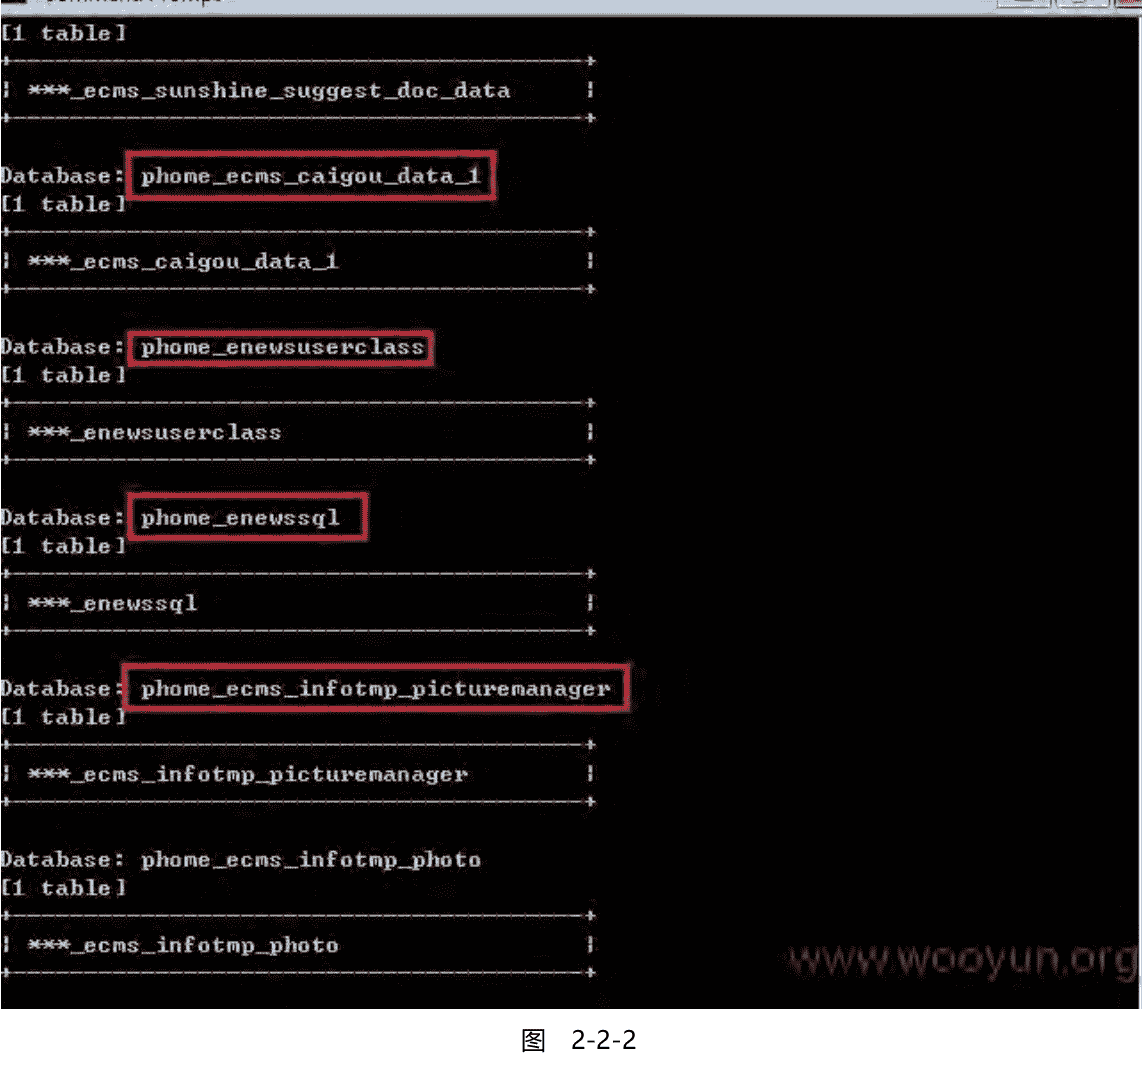 [1 table]
| ***_ecms_sunshine_suggest_doc_data |
Database: phome_ecms_caigou_data_1
[1 table]
| ***_ecms_caigou_data_1 |
Database: phome_enewsuserclass
[1 table]
| ***_enewsuserclass |
Database: phome_enewssql
[1 table]
| ***_enewssql |
Database: phome_ecms_infotmp_picturemanager
[1 table]
| ***_ecms_infotmp_picturemanager |
Database: phome_ecms_infotmp_photo
[1 table]
| ***_ecms_infotmp_photo |
www.wooyun.org
图 2-2-2